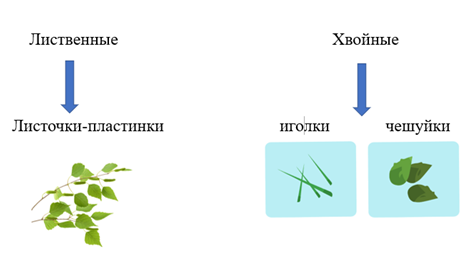 Лиственные
Хвойные
Листочки-пластинки
иголки
чешуйки